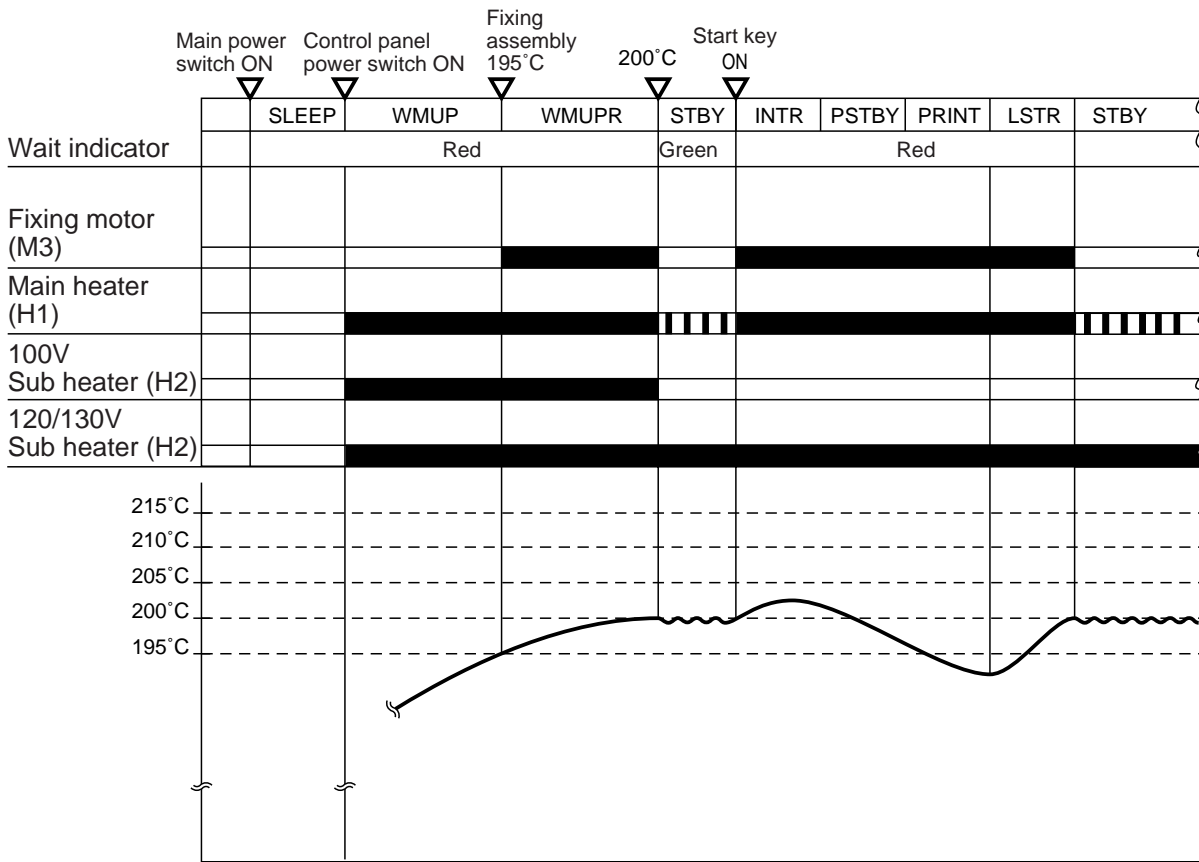 Main power
switch ON
Control panel
power switch ON
Fixing
assembly
195˚C
200˚C
Start key
ON
SLEEP WMUP WMUPR STBY INTR PSTBY PRINT LSTR STBY
Wait indicator Red Green Red
Fixing motor
(M3)
Main heater
(H1)
100V
Sub heater (H2)
120/130V
Sub heater (H2)
215˚C
210˚C
205˚C
200˚C
195˚C